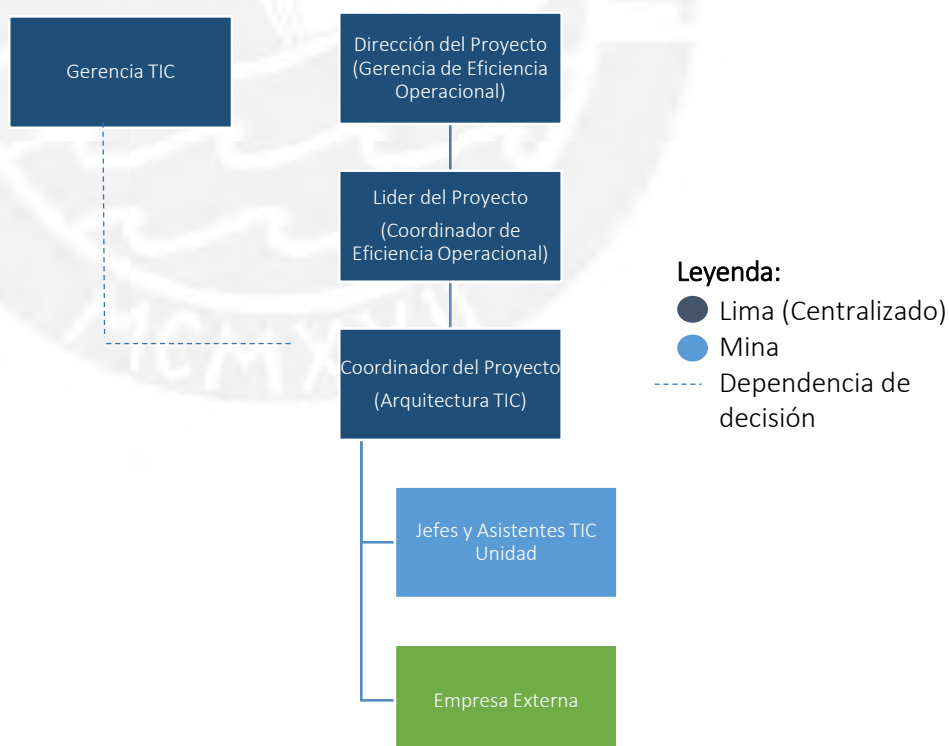 Gerencia TIC
Dirección del Proyecto
(Gerencia de Eficiencia
Operacional)
Lider del Proyecto
(Coordinador de
Eficiencia Operacional)
Coordinador del Proyecto
(Arquitectura TIC)
Jefes y Asistentes TIC
Unidad
Empresa Externa
Leyenda:
Lima (Centralizado)
Mina
Dependencia de
decisión